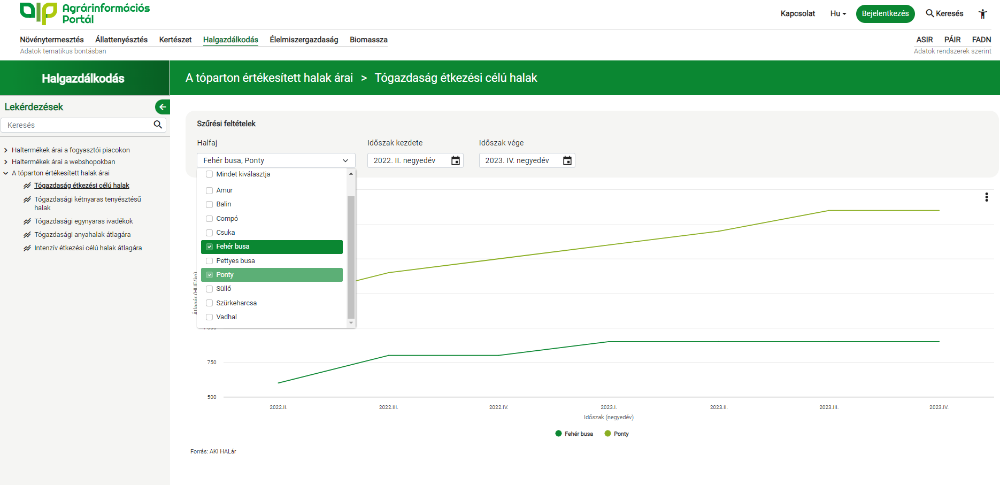 Agrárinformációs
Portál
Kapcsolat
Hu
Bejelentkezés
Keresés
Növénytermesztés
Állattenyésztés
Kertészet
Halgazdálkodás
Élelmiszergazdaság
Biomassza
ASIR
PÁIR
FADN
Adatok tematikus bontásban
Adatok rendszerek szerint
Halgazdálkodás
A tóparton értékesített halak árai > Tógazdaság étkezési célú halak
Lekérdezések
Keresés
Haltermékek árai a fogyasztói piacokon
Haltermékek árai a webshopokban
A tóparton értékesített halak árai
Tógazdaság étkezési célú halak
Tógazdasági kétnyaras tenyésztésű
halak
Tógazdasági egynyaras ivadékok
Tógazdasági anyahalak átlagára
Intenzív étkezési célú halak átlagára
Szűrési feltételek
Halfaj
Időszak kezdete
Időszak vége
Fehér busa, Ponty
2022. II. negyedév
2023. IV. negyedév
Mindet kiválasztja
Amur
Balin
Compó
Csuka
Fehér busa
Pettyes busa
Ponty
Süllő
Szürkeharcsa
Vadhal
750
500
2022.II.
2022.III.
2022.IV.
2023.I.
2023.II.
2023.III.
2023.IV.
Időszak (negyedév)
Fehér busa
Ponty
Forrás: AKI HALár